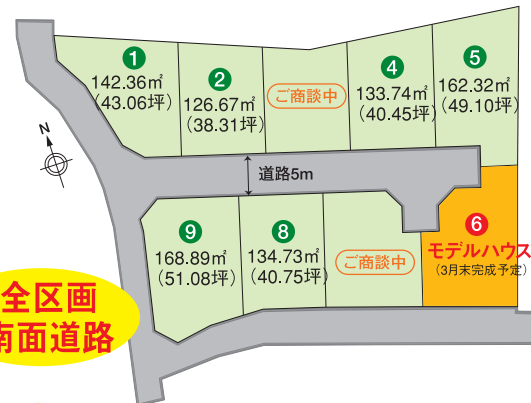 1
142.36㎡
(43.06坪)
2
126.67㎡
(38.31坪)
ご商談中
4
133.74㎡
(40.45坪)
5
162.32㎡
(49.10坪)
N
道路5m
9
168.89㎡
(51.08坪)
8
134.73㎡
(40.75坪)
ご商談中
6
モデルハウス
(3月末完成予定)
全区画
南面道路